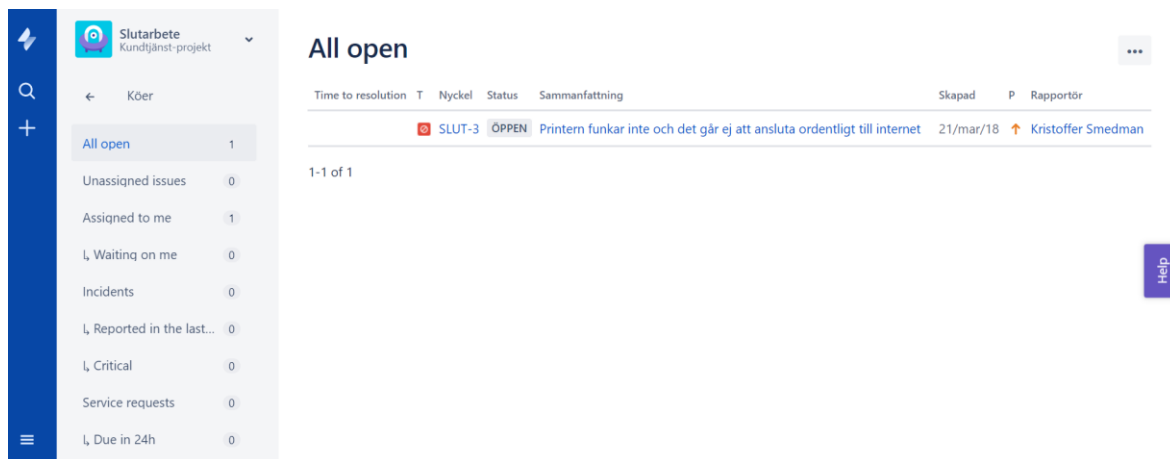 Slutarbete
Kundtjänst-projekt
Köer
All open 1
Unassigned issues 0
Assigned to me 1
Waiting on me 0
Incidents 0
Reported in the last... 0
Critical 0
Service requests 0
Due in 24h 0
All open
Time to resolution T Nyckel Status Sammanfattning Skapad P Rapportör
SLUT-3 ÖPPEN Printern funkar inte och det går ej att ansluta ordentligt till internet 21/mar/18 Kristoffer Smedman
1-1 of 1
Help